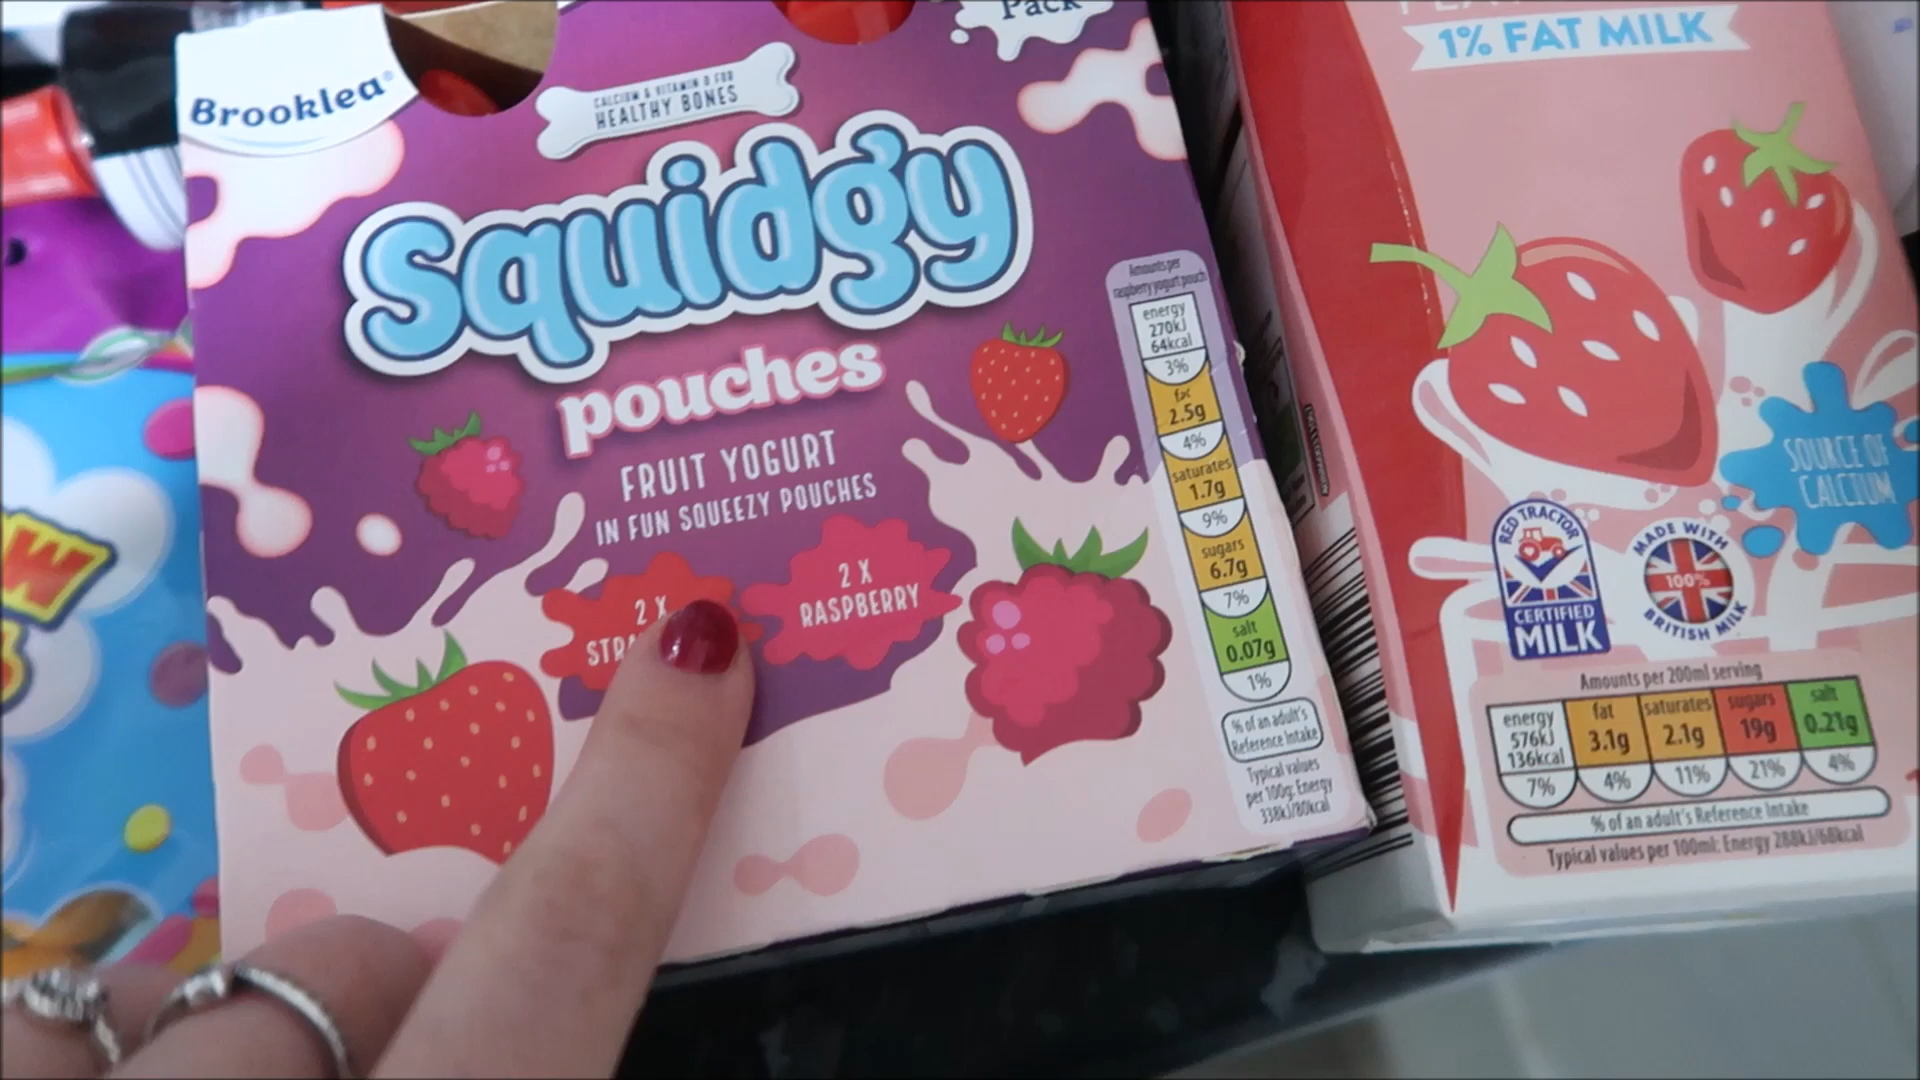 Brooklea®
CALCIUM & VITAMIN D FOR
HEALTHY BONES
Pack
Squidgy
pouches
FRUIT YOGURT
IN FUN SQUEEZY POUCHES
2 X
2 X
RASPBERRY
Amounts per
raspberry yogurt pouch
energy
270kJ
64kcal
3%
fat
2.5g
4%
saturates
1.7g
9%
sugars
6.7g
7%
salt
0.07g
1%
% of an adult's
Reference Intake
Typical values
per 100g: Energy
338kJ/80kcal
1% FAT MILK
SOURCE OF
CALCIUM
RED TRACTOR
CERTIFIED
MILK
MADE WITH
100%
BRITISH MILK
Amounts per 200ml serving
energy
576kJ
136kcal
7%
fat
3.1g
4%
saturates
2.1g
11%
sugars
19g
21%
salt
0.21g
4%
% of an adult's Reference Intake
Typical values per 100ml: Energy 288kJ/68kcal